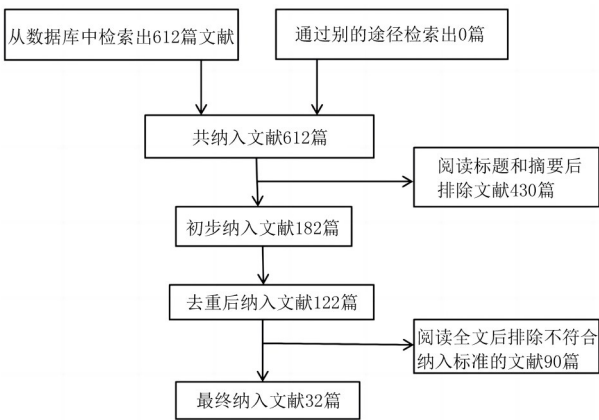 从数据库中检索出612篇文献
通过别的途径检索出0篇
共纳入文献612篇
阅读标题和摘要后
排除文献430篇
初步纳入文献182篇
去重后纳入文献122篇
阅读全文后排除不符合
纳入标准的文献90篇
最终纳入文献32篇